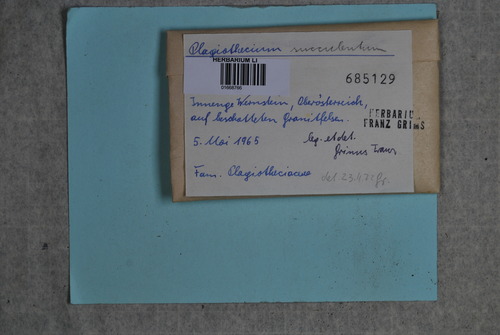 Plagiothecium succulentum
HERBARIUM LI
685129
Innenge Kronstein, Oberösterreich,
auf beschatteten Granitfelsen.
HERBARIUM
FRANZ GRIMS
5. Mai 1965
leg. et det.
Grims Franz
Fam. Plagiotheciaceae